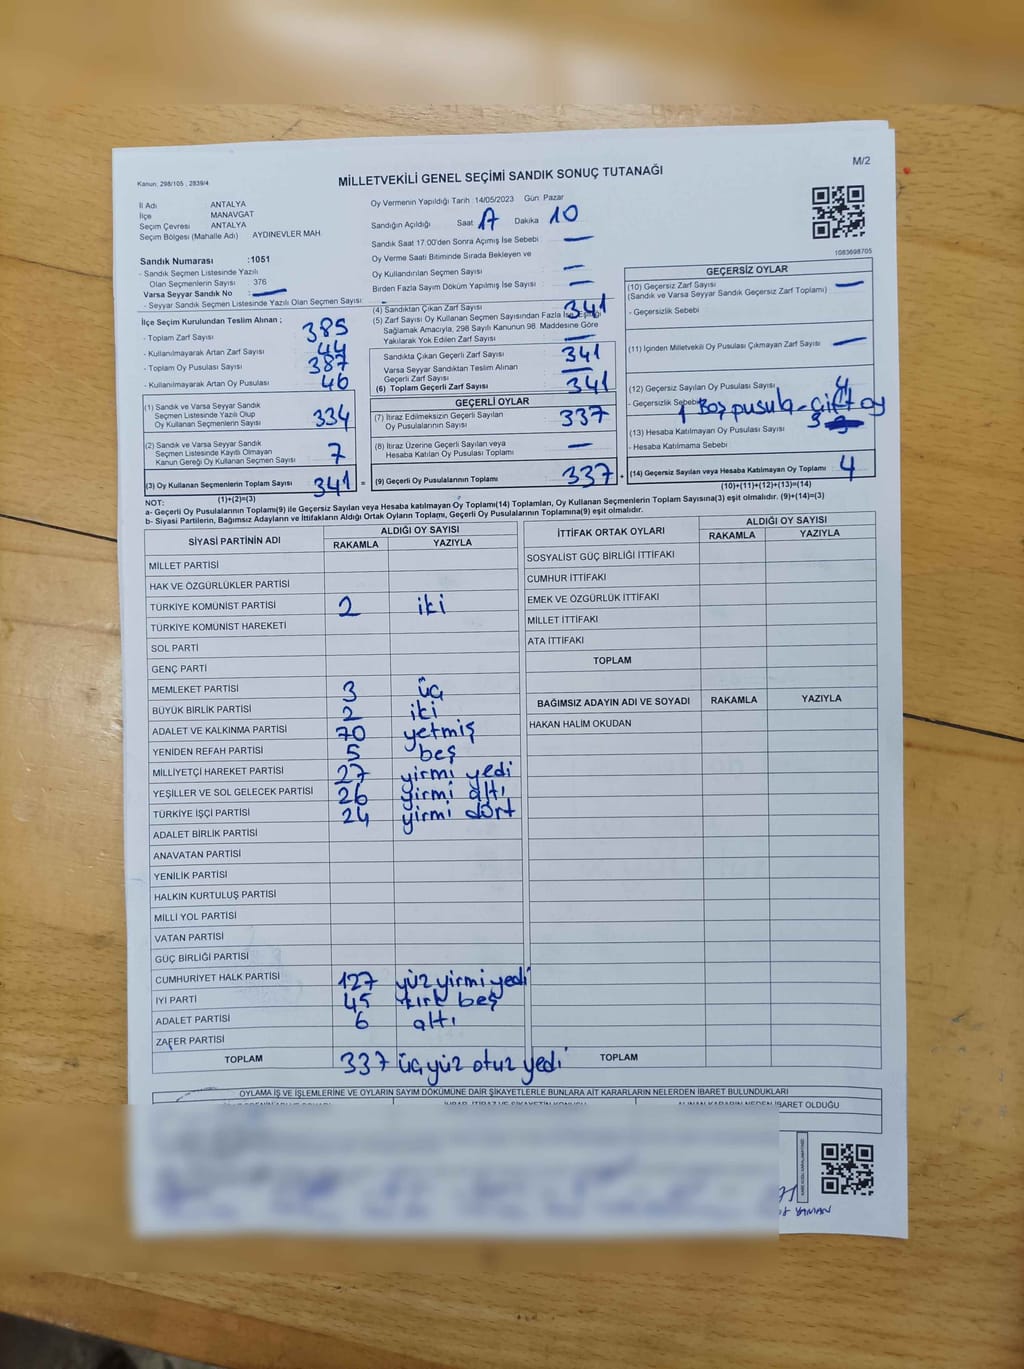 Kanun: 298/105 ; 2839/4
M/2
MİLLETVEKİLİ GENEL SEÇİMİ SANDIK SONUÇ TUTANAĞI
İl Adı ANTALYA
İlçe MANAVGAT
Seçim Çevresi ANTALYA
Seçim Bölgesi (Mahalle Adı) AYDINEVLER MAH.
Sandık Numarası :1051
- Sandık Seçmen Listesinde Yazılı
Olan Seçmenlerin Sayısı 376
Varsa Seyyar Sandık No : —
- Seyyar Sandık Seçmen Listesinde Yazılı Olan Seçmen Sayısı: —
Oy Vermenin Yapıldığı Tarih : 14/05/2023 Gün: Pazar
Sandığın Açıldığı Saat 17 Dakika 10
Sandık Saat 17.00'den Sonra Açımış İse Sebebi —
Oy Verme Saati Bitiminde Sırada Bekleyen ve
Oy Kullandırılan Seçmen Sayısı —
Birden Fazla Sayım Döküm Yapılmış İse Sayısı —
1083698705
İlçe Seçim Kurulundan Teslim Alınan ;
- Toplam Zarf Sayısı 385
- Kullanılmayarak Artan Zarf Sayısı 44
- Toplam Oy Pusulası Sayısı 387
- Kullanılmayarak Artan Oy Pusulası 46
(1) Sandık ve Varsa Seyyar Sandık
Seçmen Listesinde Yazılı Olup
Oy Kullanan Seçmenlerin Sayısı 334
(2) Sandık ve Varsa Seyyar Sandık
Seçmen Listesinde Kayıtlı Olmayan
Kanun Gereği Oy Kullanan Seçmen Sayısı 7
(3) Oy Kullanan Seçmenlerin Toplam Sayısı 341 =
(1)+(2)=(3)
(4) Sandıktan Çıkan Zarf Sayısı 341
(5) Zarf Sayısı Oy Kullanan Seçmen Sayısından Fazla İse, Eşitliği
Sağlamak Amacıyla, 298 Sayılı Kanunun 98. Maddesine Göre
Yakılarak Yok Edilen Zarf Sayısı —
Sandıkta Çıkan Geçerli Zarf Sayısı 341
Varsa Seyyar Sandıktan Teslim Alınan
Geçerli Zarf Sayısı —
(6) Toplam Geçerli Zarf Sayısı 341
GEÇERLİ OYLAR
(7) İtiraz Edilmeksizin Geçerli Sayılan
Oy Pusulalarının Sayısı 337
(8) İtiraz Üzerine Geçerli Sayılan veya
Hesaba Katılan Oy Pusulası Toplamı —
(9) Geçerli Oy Pusulalarının Toplamı 337 +
GEÇERSİZ OYLAR
(10) Geçersiz Zarf Sayısı —
(Sandık ve Varsa Seyyar Sandık Geçersiz Zarf Toplamı)
- Geçersizlik Sebebi
(11) İçinden Milletvekili Oy Pusulası Çıkmayan Zarf Sayısı —
(12) Geçersiz Sayılan Oy Pusulası Sayısı 4
- Geçersizlik Sebebi 1 Boş pusula - çift oy
(13) Hesaba Katılmayan Oy Pusulası Sayısı 3
- Hesaba Katılmama Sebebi
(14) Geçersiz Sayılan veya Hesaba Katılmayan Oy Toplamı 4
(10)+(11)+(12)+(13)=(14)
NOT:
a- Geçerli Oy Pusulalarının Toplamı(9) ile Geçersiz Sayılan veya Hesaba katılmayan Oy Toplamı(14) Toplamları, Oy Kullanan Seçmenlerin Toplam Sayısına(3) eşit olmalıdır. (9)+(14)=(3)
b- Siyasi Partilerin, Bağımsız Adayların ve İttifakların Aldığı Ortak Oyların Toplamı, Geçerli Oy Pusulalarının Toplamına(9) eşit olmalıdır.
SİYASİ PARTİNİN ADI ALDIĞI OY SAYISI
RAKAMLA YAZIYLA
MİLLET PARTİSİ
HAK VE ÖZGÜRLÜKLER PARTİSİ
TÜRKİYE KOMÜNİST PARTİSİ 2 iki
TÜRKİYE KOMÜNİST HAREKETİ
SOL PARTİ
GENÇ PARTİ
MEMLEKET PARTİSİ 3 üç
BÜYÜK BİRLİK PARTİSİ 2 iki
ADALET VE KALKINMA PARTİSİ 70 yetmiş
YENİDEN REFAH PARTİSİ 5 beş
MİLLİYETÇİ HAREKET PARTİSİ 27 yirmi yedi
YEŞİLLER VE SOL GELECEK PARTİSİ 26 yirmi altı
TÜRKİYE İŞÇİ PARTİSİ 24 yirmi dört
ADALET BİRLİK PARTİSİ
ANAVATAN PARTİSİ
YENİLİK PARTİSİ
HALKIN KURTULUŞ PARTİSİ
MİLLİ YOL PARTİSİ
VATAN PARTİSİ
GÜÇ BİRLİĞİ PARTİSİ
CUMHURİYET HALK PARTİSİ 127 yüz yirmi yedi
İYİ PARTİ 45 kırk beş
ADALET PARTİSİ 6 altı
ZAFER PARTİSİ
TOPLAM 337 üç yüz otuz yedi
İTTİFAK ORTAK OYLARI ALDIĞI OY SAYISI
RAKAMLA YAZIYLA
SOSYALİST GÜÇ BİRLİĞİ İTTİFAKI
CUMHUR İTTİFAKI
EMEK VE ÖZGÜRLÜK İTTİFAKI
MİLLET İTTİFAKI
ATA İTTİFAKI
TOPLAM
BAĞIMSIZ ADAYIN ADI VE SOYADI RAKAMLA YAZIYLA
HAKAN HALİM OKUDAN
TOPLAM
OYLAMA İŞ VE İŞLEMLERİNE VE OYLARIN SAYIM DÖKÜMÜNE DAİR ŞİKAYETLERLE BUNLARA AİT KARARLARIN NELERDEN İBARET BULUNDUKLARI
ALINAN KARARIN NEDEN İBARET OLDUĞU
YAMAN